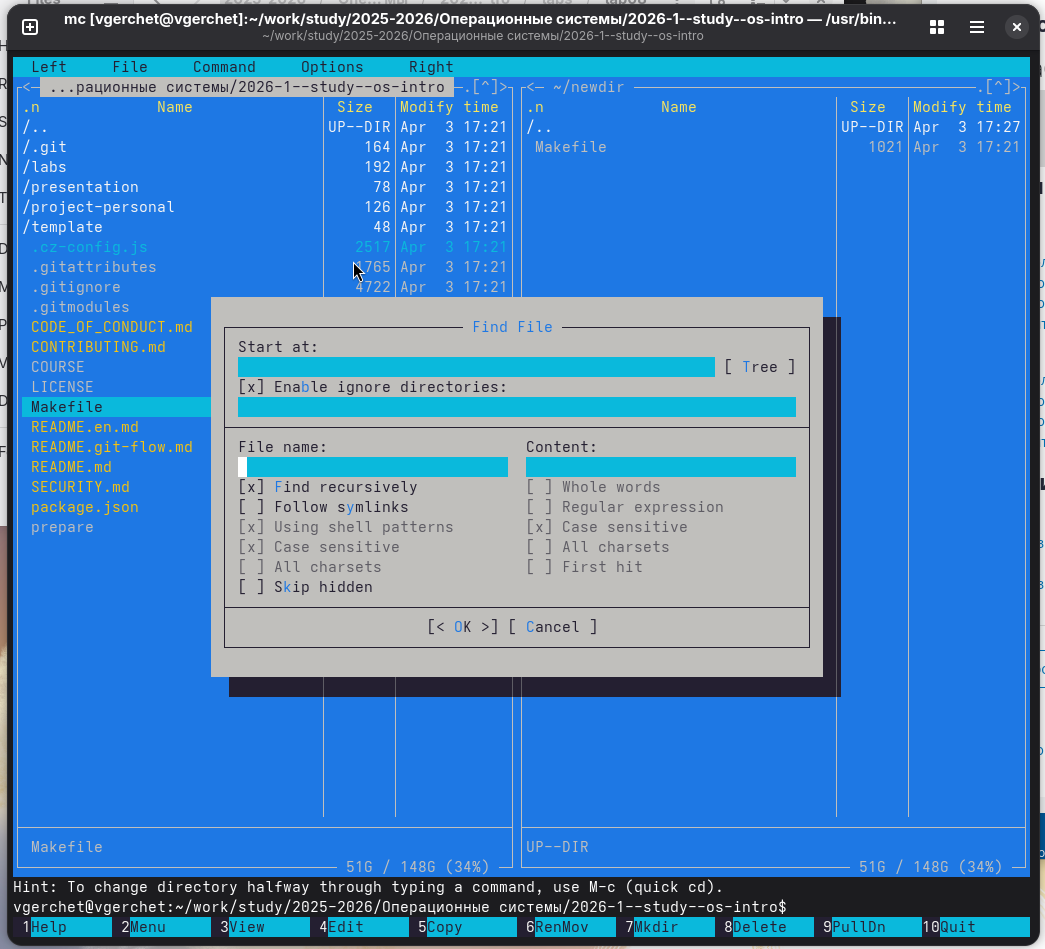 mc [vgerchet@vgerchet]:~/work/study/2025-2026/Операционные системы/2026-1--study--os-intro — /usr/bin…
~/work/study/2025-2026/Операционные системы/2026-1--study--os-intro
Left File Command Options Right
<— ...рационные системы/2026-1--study--os-intro —.[^]>
<— ~/newdir .[^]>
.n Name Size Modify time
.n Name Size Modify time
/.. UP--DIR Apr 3 17:21
/.. UP--DIR Apr 3 17:27
/.git 164 Apr 3 17:21
Makefile 1021 Apr 3 17:21
/labs 192 Apr 3 17:21
/presentation 78 Apr 3 17:21
/project-personal 126 Apr 3 17:21
/template 48 Apr 3 17:21
.cz-config.js 2517 Apr 3 17:21
.gitattributes 1765 Apr 3 17:21
.gitignore 4722 Apr 3 17:21
.gitmodules
CODE_OF_CONDUCT.md
CONTRIBUTING.md
COURSE
LICENSE
Makefile
README.en.md
README.git-flow.md
README.md
SECURITY.md
package.json
prepare
Find File
Start at:
[ Tree ]
[x] Enable ignore directories:
File name: Content:
[x] Find recursively [ ] Whole words
[ ] Follow symlinks [ ] Regular expression
[x] Using shell patterns [x] Case sensitive
[x] Case sensitive [ ] All charsets
[ ] All charsets [ ] First hit
[ ] Skip hidden
[< OK >] [ Cancel ]
Makefile
UP--DIR
51G / 148G (34%)
51G / 148G (34%)
Hint: To change directory halfway through typing a command, use M-c (quick cd).
vgerchet@vgerchet:~/work/study/2025-2026/Операционные системы/2026-1--study--os-intro$
1Help 2Menu 3View 4Edit 5Copy 6RenMov 7Mkdir 8Delete 9PullDn 10Quit